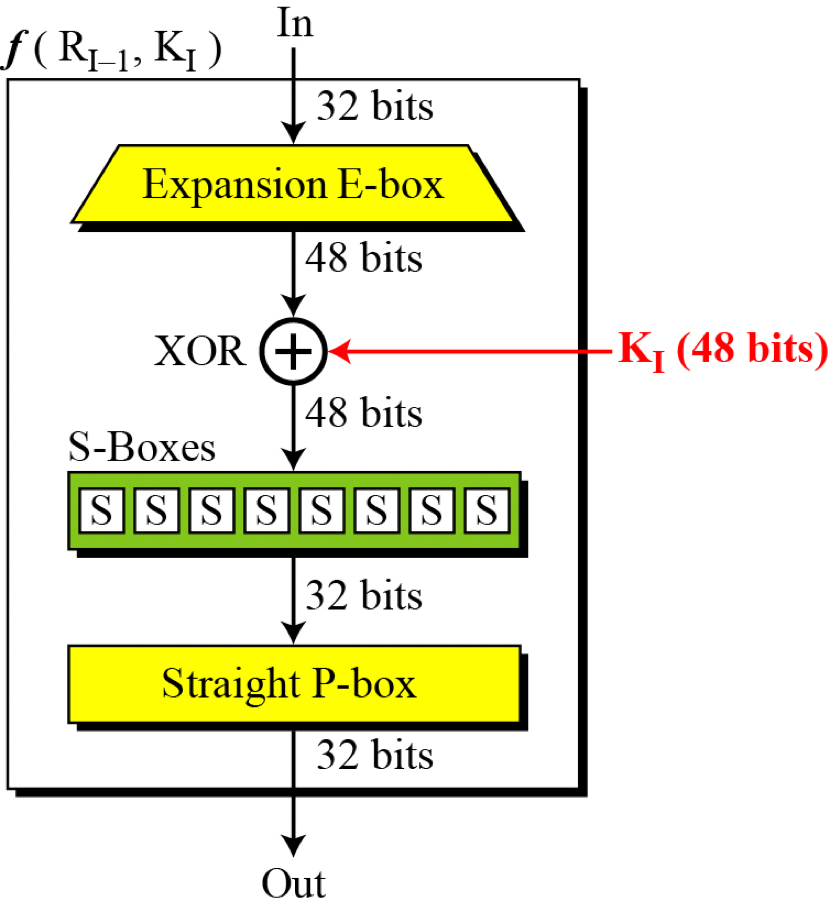 In
f ( R_I–1, K_I )
32 bits
Expansion E-box
48 bits
XOR
K_I (48 bits)
48 bits
S-Boxes
S S S S S S S S
32 bits
Straight P-box
32 bits
Out